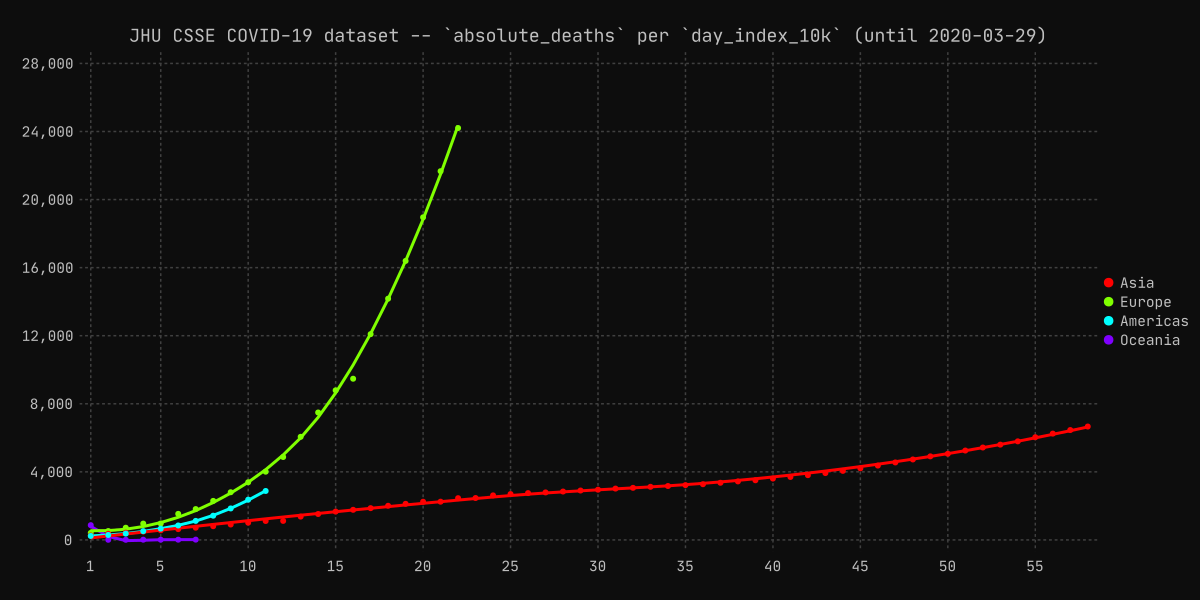 JHU CSSE COVID-19 dataset -- `absolute_deaths` per `day_index_10k` (until 2020-03-29)
28,000
24,000
20,000
16,000
12,000
8,000
4,000
0
1 5 10 15 20 25 30 35 40 45 50 55
Asia
Europe
Americas
Oceania